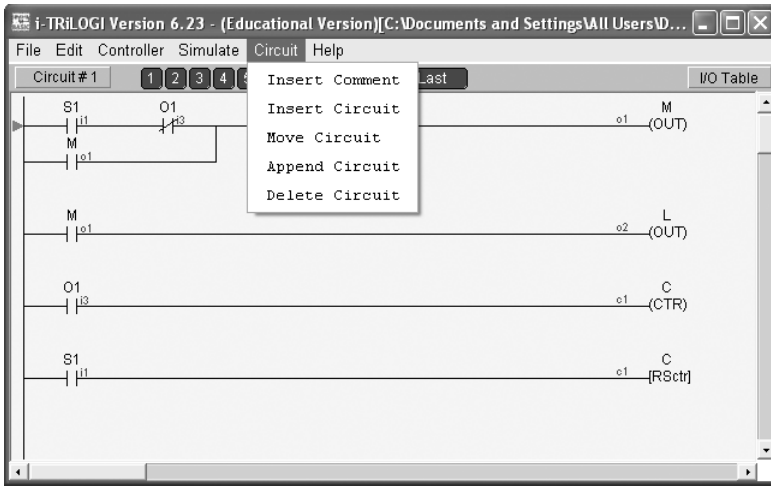 i-TRiLOGI Version 6.23 - (Educational Version)[C:\Documents and Settings\All Users\D...
File Edit Controller Simulate Circuit Help
Circuit # 1 1 2 3 4 Last I/O Table
Insert Comment
Insert Circuit
Move Circuit
Append Circuit
Delete Circuit
S1 O1 M
i1 i3 o1 (OUT)
M
o1
M L
o1 o2 (OUT)
O1 C
i3 c1 (CTR)
S1 C
i1 c1 [RSctr]